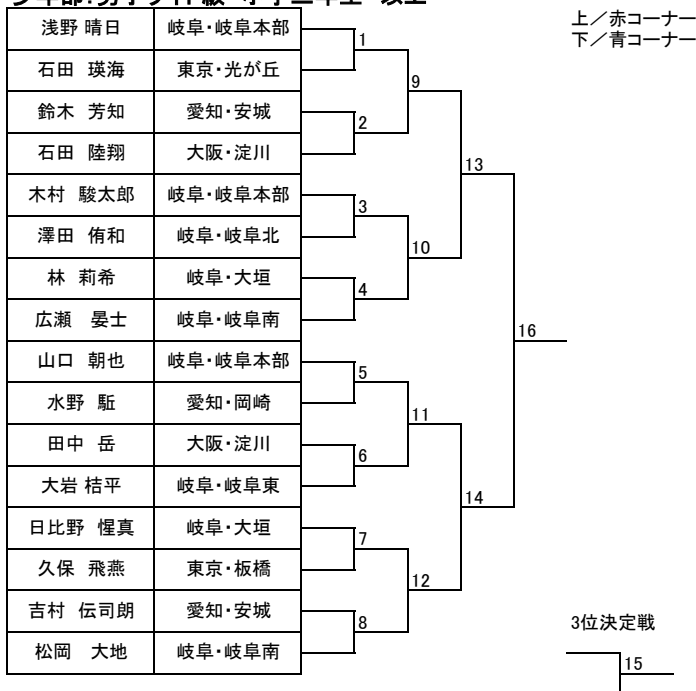 上／赤コーナー
下／青コーナー
浅野 晴日 岐阜・岐阜本部
1
石田 瑛海 東京・光が丘
9
鈴木 芳知 愛知・安城
2
石田 陸翔 大阪・淀川
13
木村 駿太郎 岐阜・岐阜本部
3
澤田 侑和 岐阜・岐阜北
10
林 莉希 岐阜・大垣
4
広瀬 晏士 岐阜・岐阜南
16
山口 朝也 岐阜・岐阜本部
5
水野 駈 愛知・岡崎
11
田中 岳 大阪・淀川
6
大岩 桔平 岐阜・岐阜東
14
日比野 惺真 岐阜・大垣
7
久保 飛燕 東京・板橋
12
吉村 伝司朗 愛知・安城
8
3位決定戦
松岡 大地 岐阜・岐阜南
15